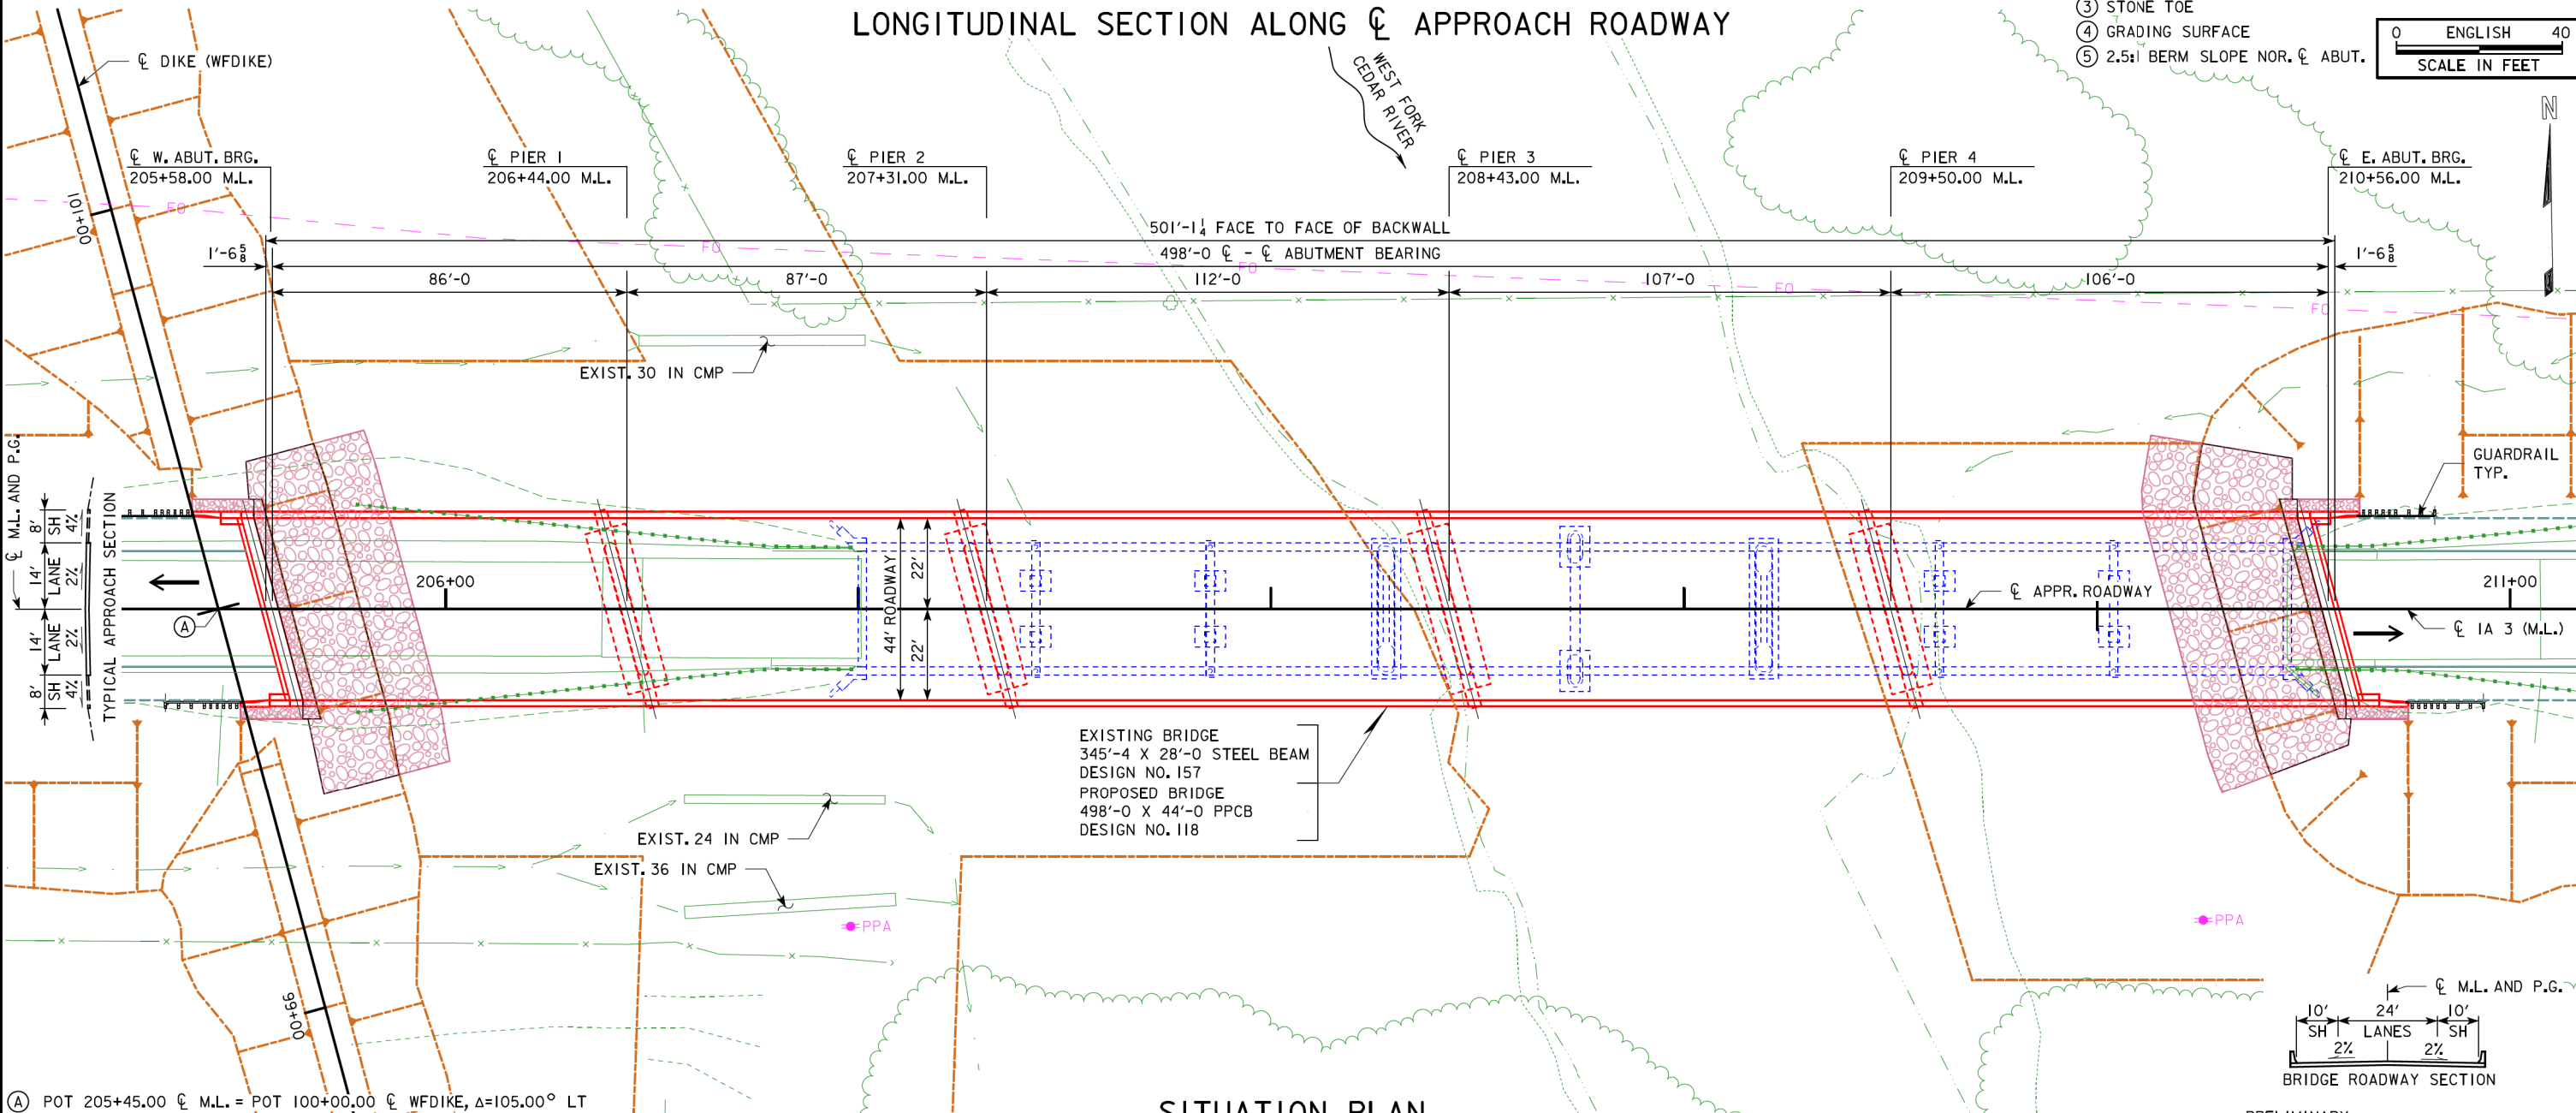 LONGITUDINAL SECTION ALONG ℄ APPROACH ROADWAY
③ STONE TOE
④ GRADING SURFACE
⑤ 2.5:1 BERM SLOPE NOR. ℄ ABUT.
0 ENGLISH 40
SCALE IN FEET
N
℄ DIKE (WFDIKE)
WEST FORK
CEDAR RIVER
℄ W. ABUT. BRG.
205+58.00 M.L.
℄ PIER 1
206+44.00 M.L.
℄ PIER 2
207+31.00 M.L.
℄ PIER 3
208+43.00 M.L.
℄ PIER 4
209+50.00 M.L.
℄ E. ABUT. BRG.
210+56.00 M.L.
101+00
FO
FO
FO
FO
FO
501'-1¼ FACE TO FACE OF BACKWALL
1'-6⅝
498'-0 ℄ - ℄ ABUTMENT BEARING
1'-6⅝
86'-0
87'-0
112'-0
107'-0
106'-0
EXIST. 30 IN CMP
GUARDRAIL
TYP.
℄ M.L. AND P.G.
8' SH 4%
14' LANE 2%
14' LANE 2%
8' SH 4%
TYPICAL APPROACH SECTION
A
206+00
44' ROADWAY
22'
22'
℄ APPR. ROADWAY
211+00
℄ IA 3 (M.L.)
EXISTING BRIDGE
345'-4 X 28'-0 STEEL BEAM
DESIGN NO. 157
PROPOSED BRIDGE
498'-0 X 44'-0 PPCB
DESIGN NO. 118
EXIST. 24 IN CMP
EXIST. 36 IN CMP
PPA
PPA
99+00
℄ M.L. AND P.G.
10' 24' 10'
SH LANES SH
2% 2%
BRIDGE ROADWAY SECTION
Ⓐ POT 205+45.00 ℄ M.L. = POT 100+00.00 ℄ WFDIKE, Δ=105.00° LT
SITUATION PLAN
PRELIMINARY